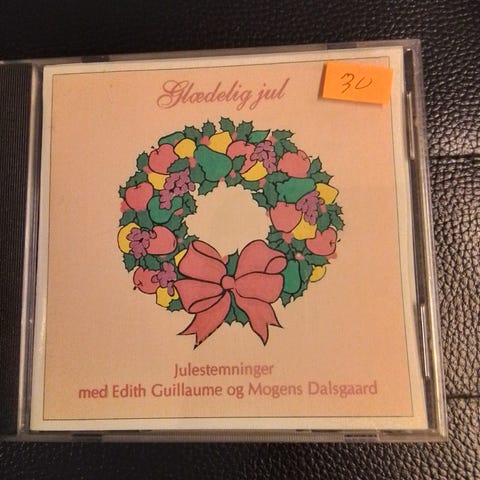 Glædelig jul
30
Julestemninger
med Edith Guillaume og Mogens Dalsgaard